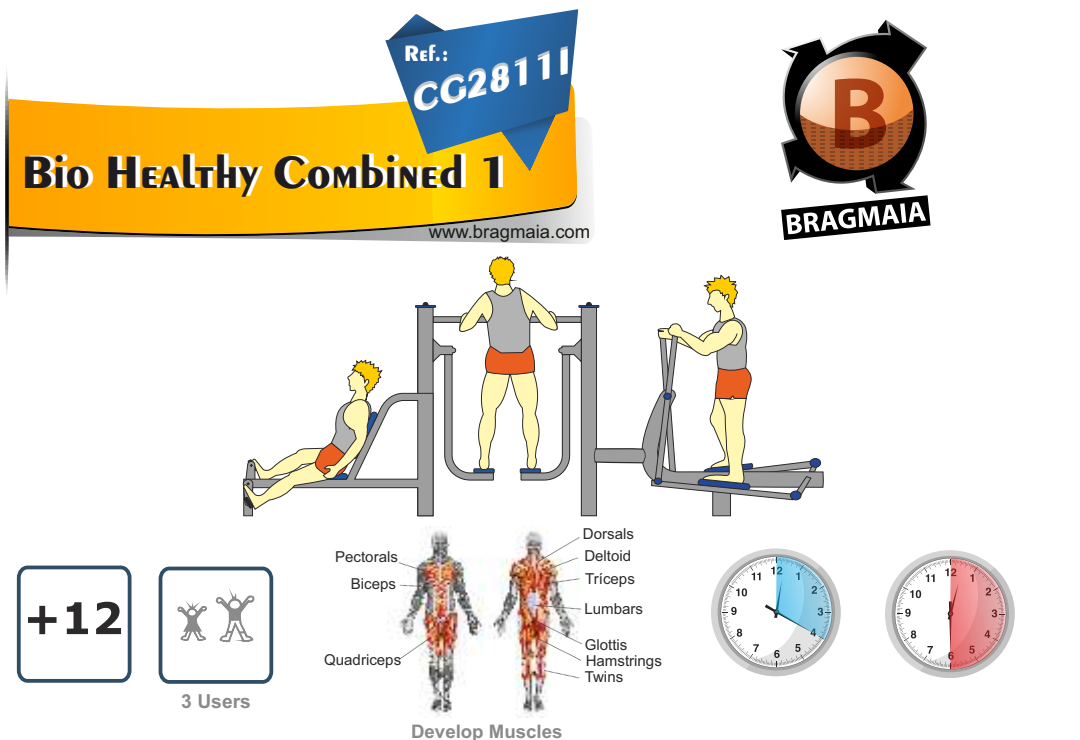 Ref.:
CG2811I
B
BRAGMAIA
Bio Healthy Combined 1
www.bragmaia.com
+12
3 Users
Pectorals
Biceps
Quadriceps
Dorsals
Deltoid
Tríceps
Lumbars
Glottis
Hamstrings
Twins
Develop Muscles
12
1
2
3
4
5
6
7
8
9
10
11
12
1
2
3
4
5
6
7
8
9
10
11